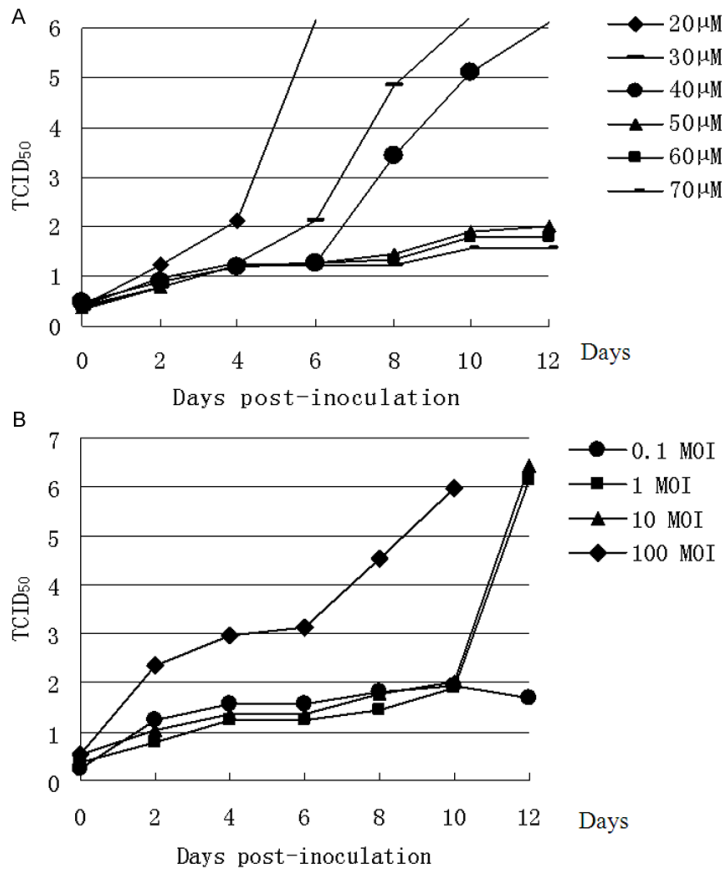 A
6
5
4
3
2
1
0
TCID50
0 2 4 6 8 10 12
Days
Days post-inoculation
20μM
30μM
40μM
50μM
60μM
70μM
B
7
6
5
4
3
2
1
0
TCID50
0 2 4 6 8 10 12
Days
Days post-inoculation
0.1 MOI
1 MOI
10 MOI
100 MOI